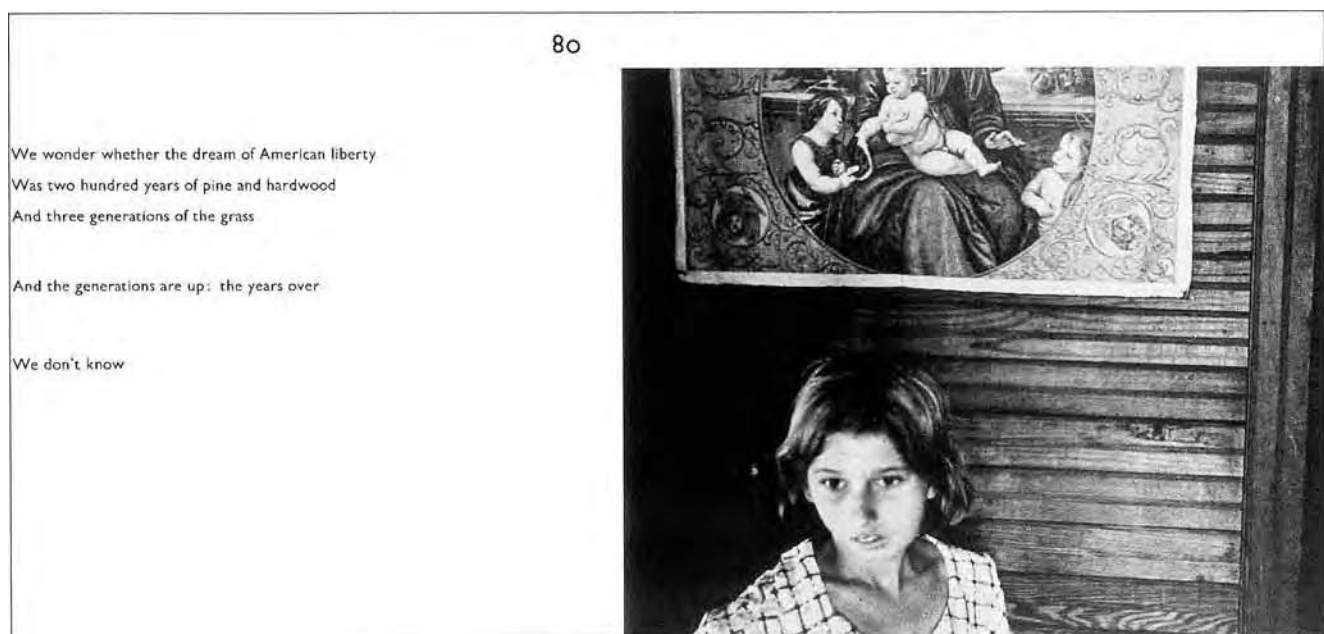 80
We wonder whether the dream of American liberty
Was two hundred years of pine and hardwood
And three generations of the grass
And the generations are up: the years over
We don't know